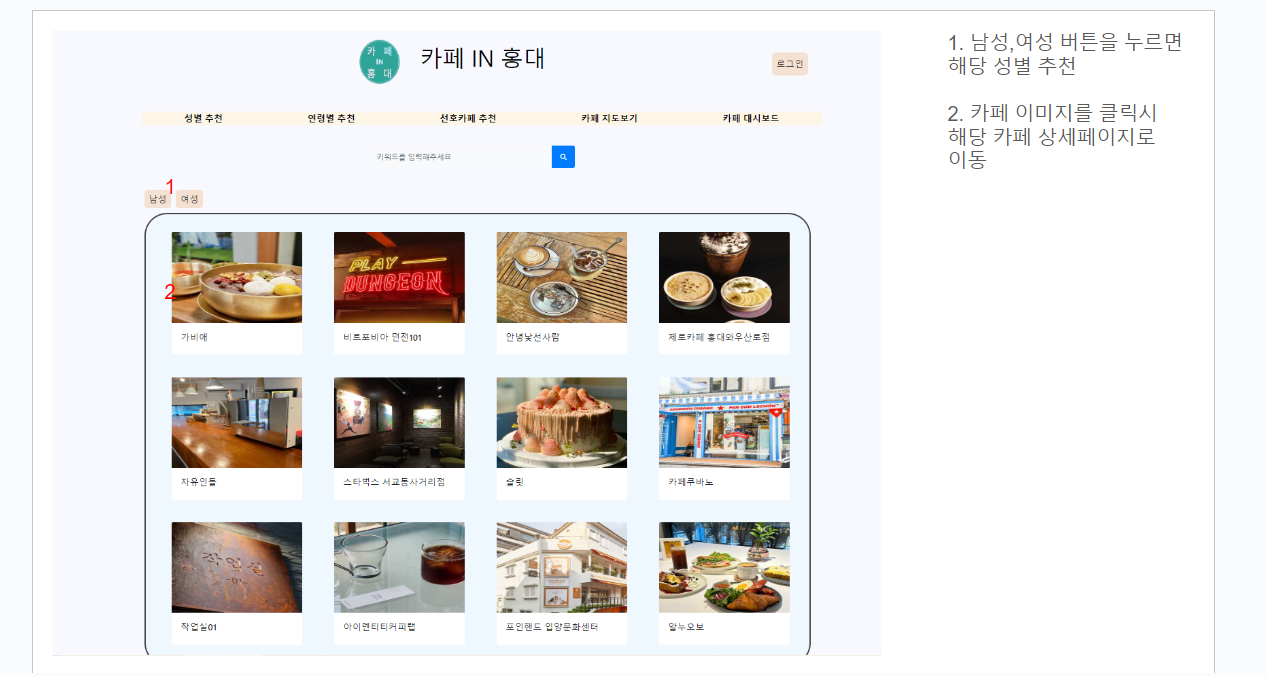 카 페
IN
홍 대
카페 IN 홍대
로그인
성별 추천
연령별 추천
선호카페 추천
카페 지도보기
카페 대시보드
키워드를 입력해주세요
1
남성
여성
2
PLAY
DUNGEON
가비애
비트포비아 던전101
안녕낯선사람
제로카페 홍대와우산로점
자유인들
스타벅스 서교동사거리점
슬릿
카페쿠바노
작업실
작업실01
아이엔티티커피랩
포인핸드 입양문화센터
알누오보
1. 남성,여성 버튼을 누르면
해당 성별 추천
2. 카페 이미지를 클릭시
해당 카페 상세페이지로
이동